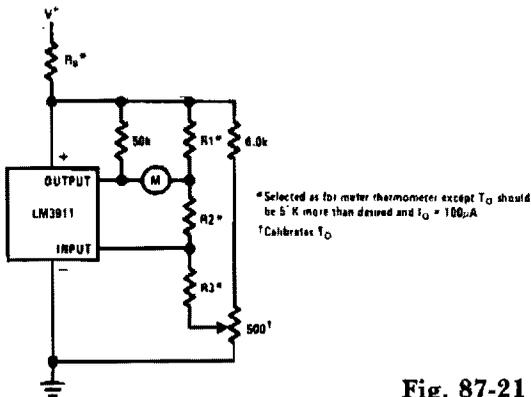 V+
Rs*
50k
R1*
6.0k
+
OUTPUT
M
LM3911
R2*
INPUT
−
R3*
500†
*Selected as for meter thermometer except TO should
be 5°K more than desired and IQ = 100μA
†Calibrates TO
Fig. 87-21